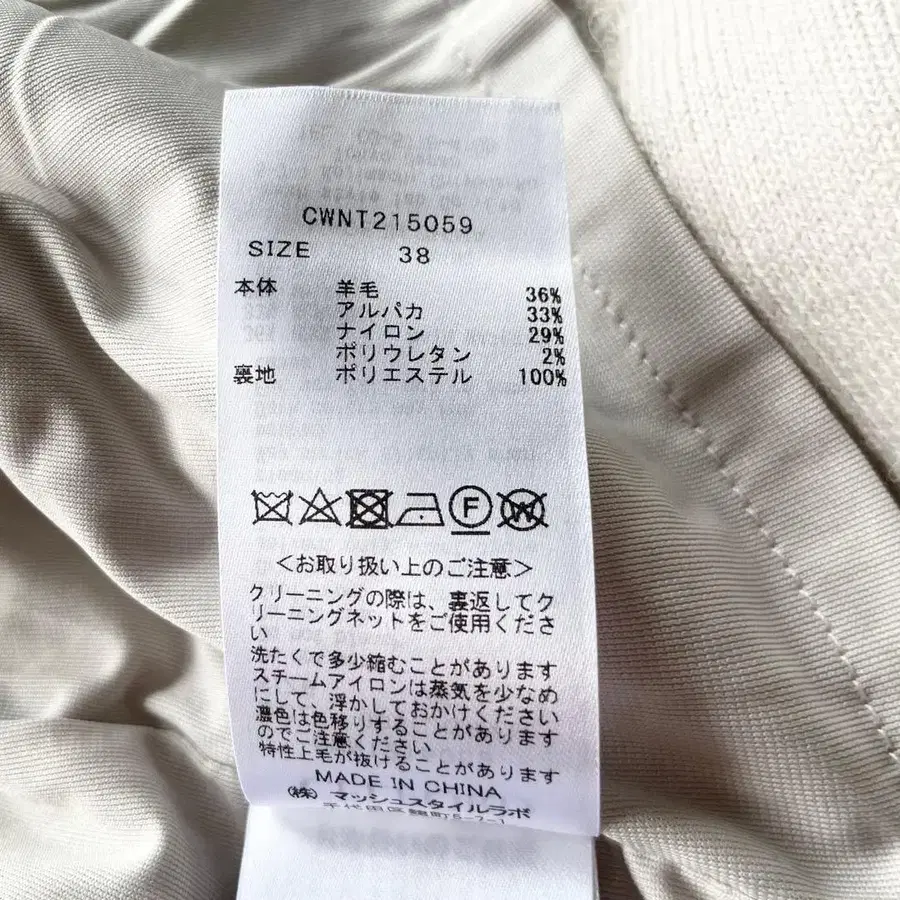 CWNT215059
SIZE 38
本体 羊毛 36%
アルパカ 33%
ナイロン 29%
ポリウレタン 2%
裏地 ポリエステル 100%
F W
<お取り扱い上のご注意>
クリーニングの際は、裏返してク
リーニングネットをご使用くださ
い
洗たくで多少縮むことがあります
スチームアイロンは蒸気を少なめ
にして、浮かしておかけください
濃色は色移りすることがあります
のでご注意ください
特性上毛が抜けることがあります
MADE IN CHINA
㈱ マッシュスタイルラボ
千代田区麹町5-7-1